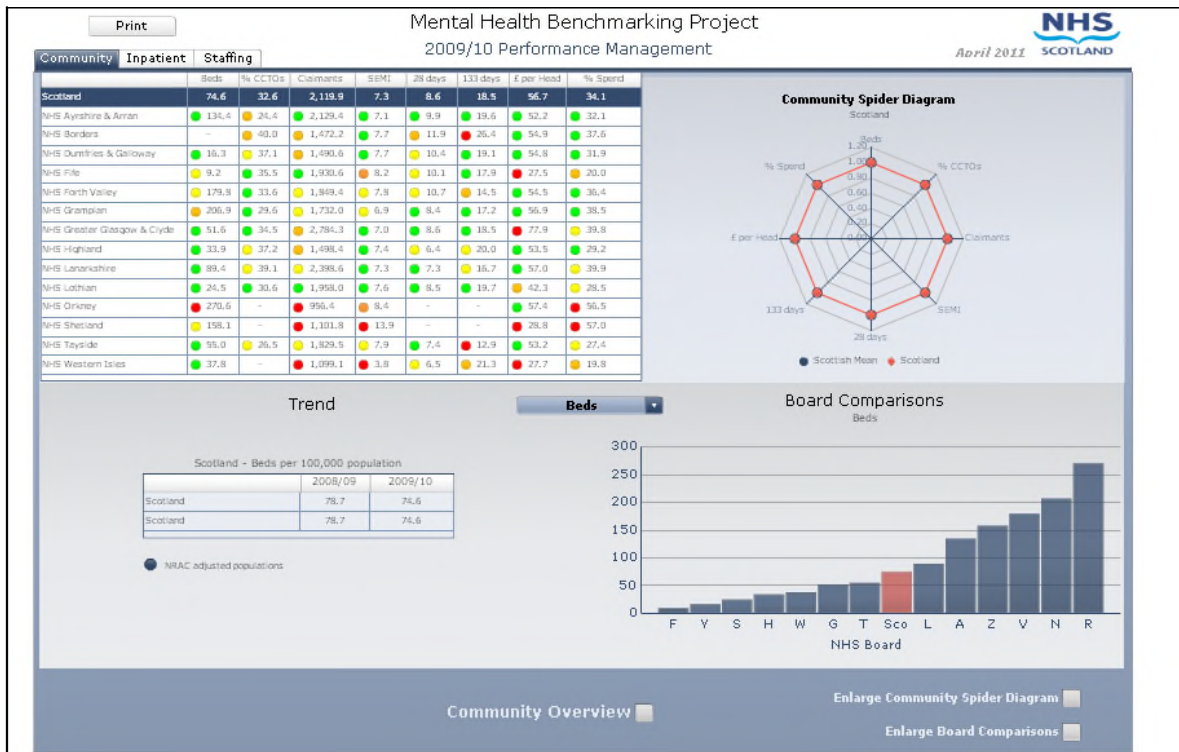 Print
Mental Health Benchmarking Project
2009/10 Performance Management
April 2011
NHS
SCOTLAND
Community Inpatient Staffing
Beds % CCTOs Claimants SEMI 28 days 133 days £ per Head % Spend
Scotland 74.6 32.6 2,119.9 7.3 8.6 18.5 56.7 34.1
NHS Ayrshire & Arran 134.4 24.4 2,129.4 7.1 9.9 19.6 52.2 32.1
NHS Borders - 40.0 1,472.2 7.7 11.9 26.4 54.9 37.6
NHS Dumfries & Galloway 16.3 37.1 1,490.6 7.7 10.4 19.1 54.8 31.9
NHS Fife 9.2 35.5 1,930.6 8.2 10.1 17.9 27.5 20.0
NHS Forth Valley 179.8 33.6 1,849.4 7.8 10.7 14.5 54.5 36.4
NHS Grampian 206.9 29.6 1,732.0 6.9 8.4 17.2 56.9 38.5
NHS Greater Glasgow & Clyde 51.6 34.5 2,784.3 7.0 8.6 18.5 77.9 39.8
NHS Highland 33.9 37.2 1,498.4 7.4 6.4 20.0 53.5 29.2
NHS Lanarkshire 89.4 39.1 2,398.6 7.3 7.3 16.7 57.0 39.9
NHS Lothian 24.5 30.6 1,958.0 7.6 8.5 19.7 42.3 28.5
NHS Orkney 270.6 - 956.4 8.4 - - 57.4 56.5
NHS Shetland 158.1 - 1,101.8 13.9 - - 28.8 57.0
NHS Tayside 55.0 26.5 1,829.5 7.9 7.4 12.9 53.2 27.4
NHS Western Isles 37.8 - 1,099.1 3.8 6.5 21.3 27.7 19.8
Community Spider Diagram
Scotland
Beds
1.20
1.00
0.80
0.60
0.40
0.20
0.00
% CCTOs
Claimants
SEMI
28 days
133 days
£ per Head
% Spend
Scottish Mean Scotland
Trend
Beds
Board Comparisons
Beds
Scotland - Beds per 100,000 population
2008/09 2009/10
Scotland 78.7 74.6
Scotland 78.7 74.6
NRAC adjusted populations
300
250
200
150
100
50
0
F Y S H W G T Sco L A Z V N R
NHS Board
Community Overview
Enlarge Community Spider Diagram
Enlarge Board Comparisons